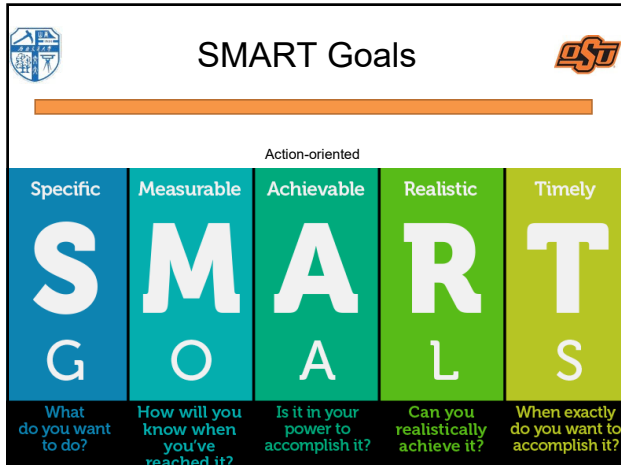 SMART Goals
OSU
Action-oriented
Specific
Measurable
Achievable
Realistic
Timely
S
M
A
R
T
G
O
A
L
S
What
do you want
to do?
How will you
know when
you've
reached it?
Is it in your
power to
accomplish it?
Can you
realistically
achieve it?
When exactly
do you want to
accomplish it?